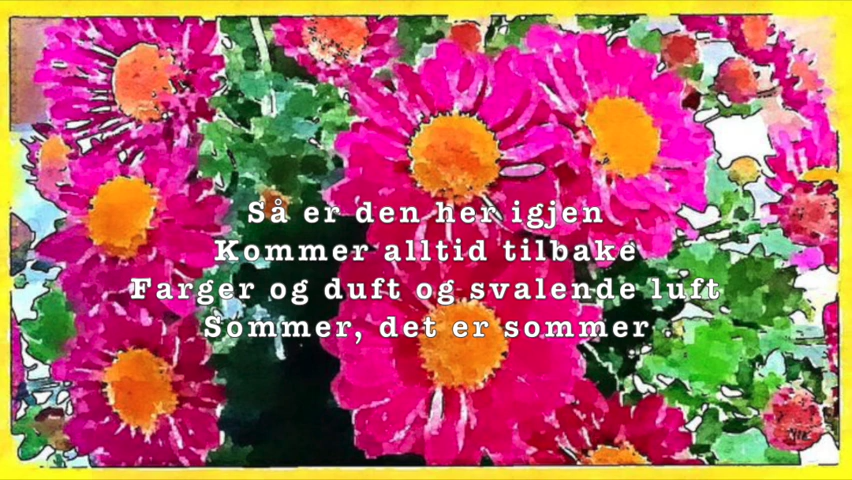 Så er den her igjen
Kommer alltid tilbake
Farger og duft og svalende luft
Sommer, det er sommer